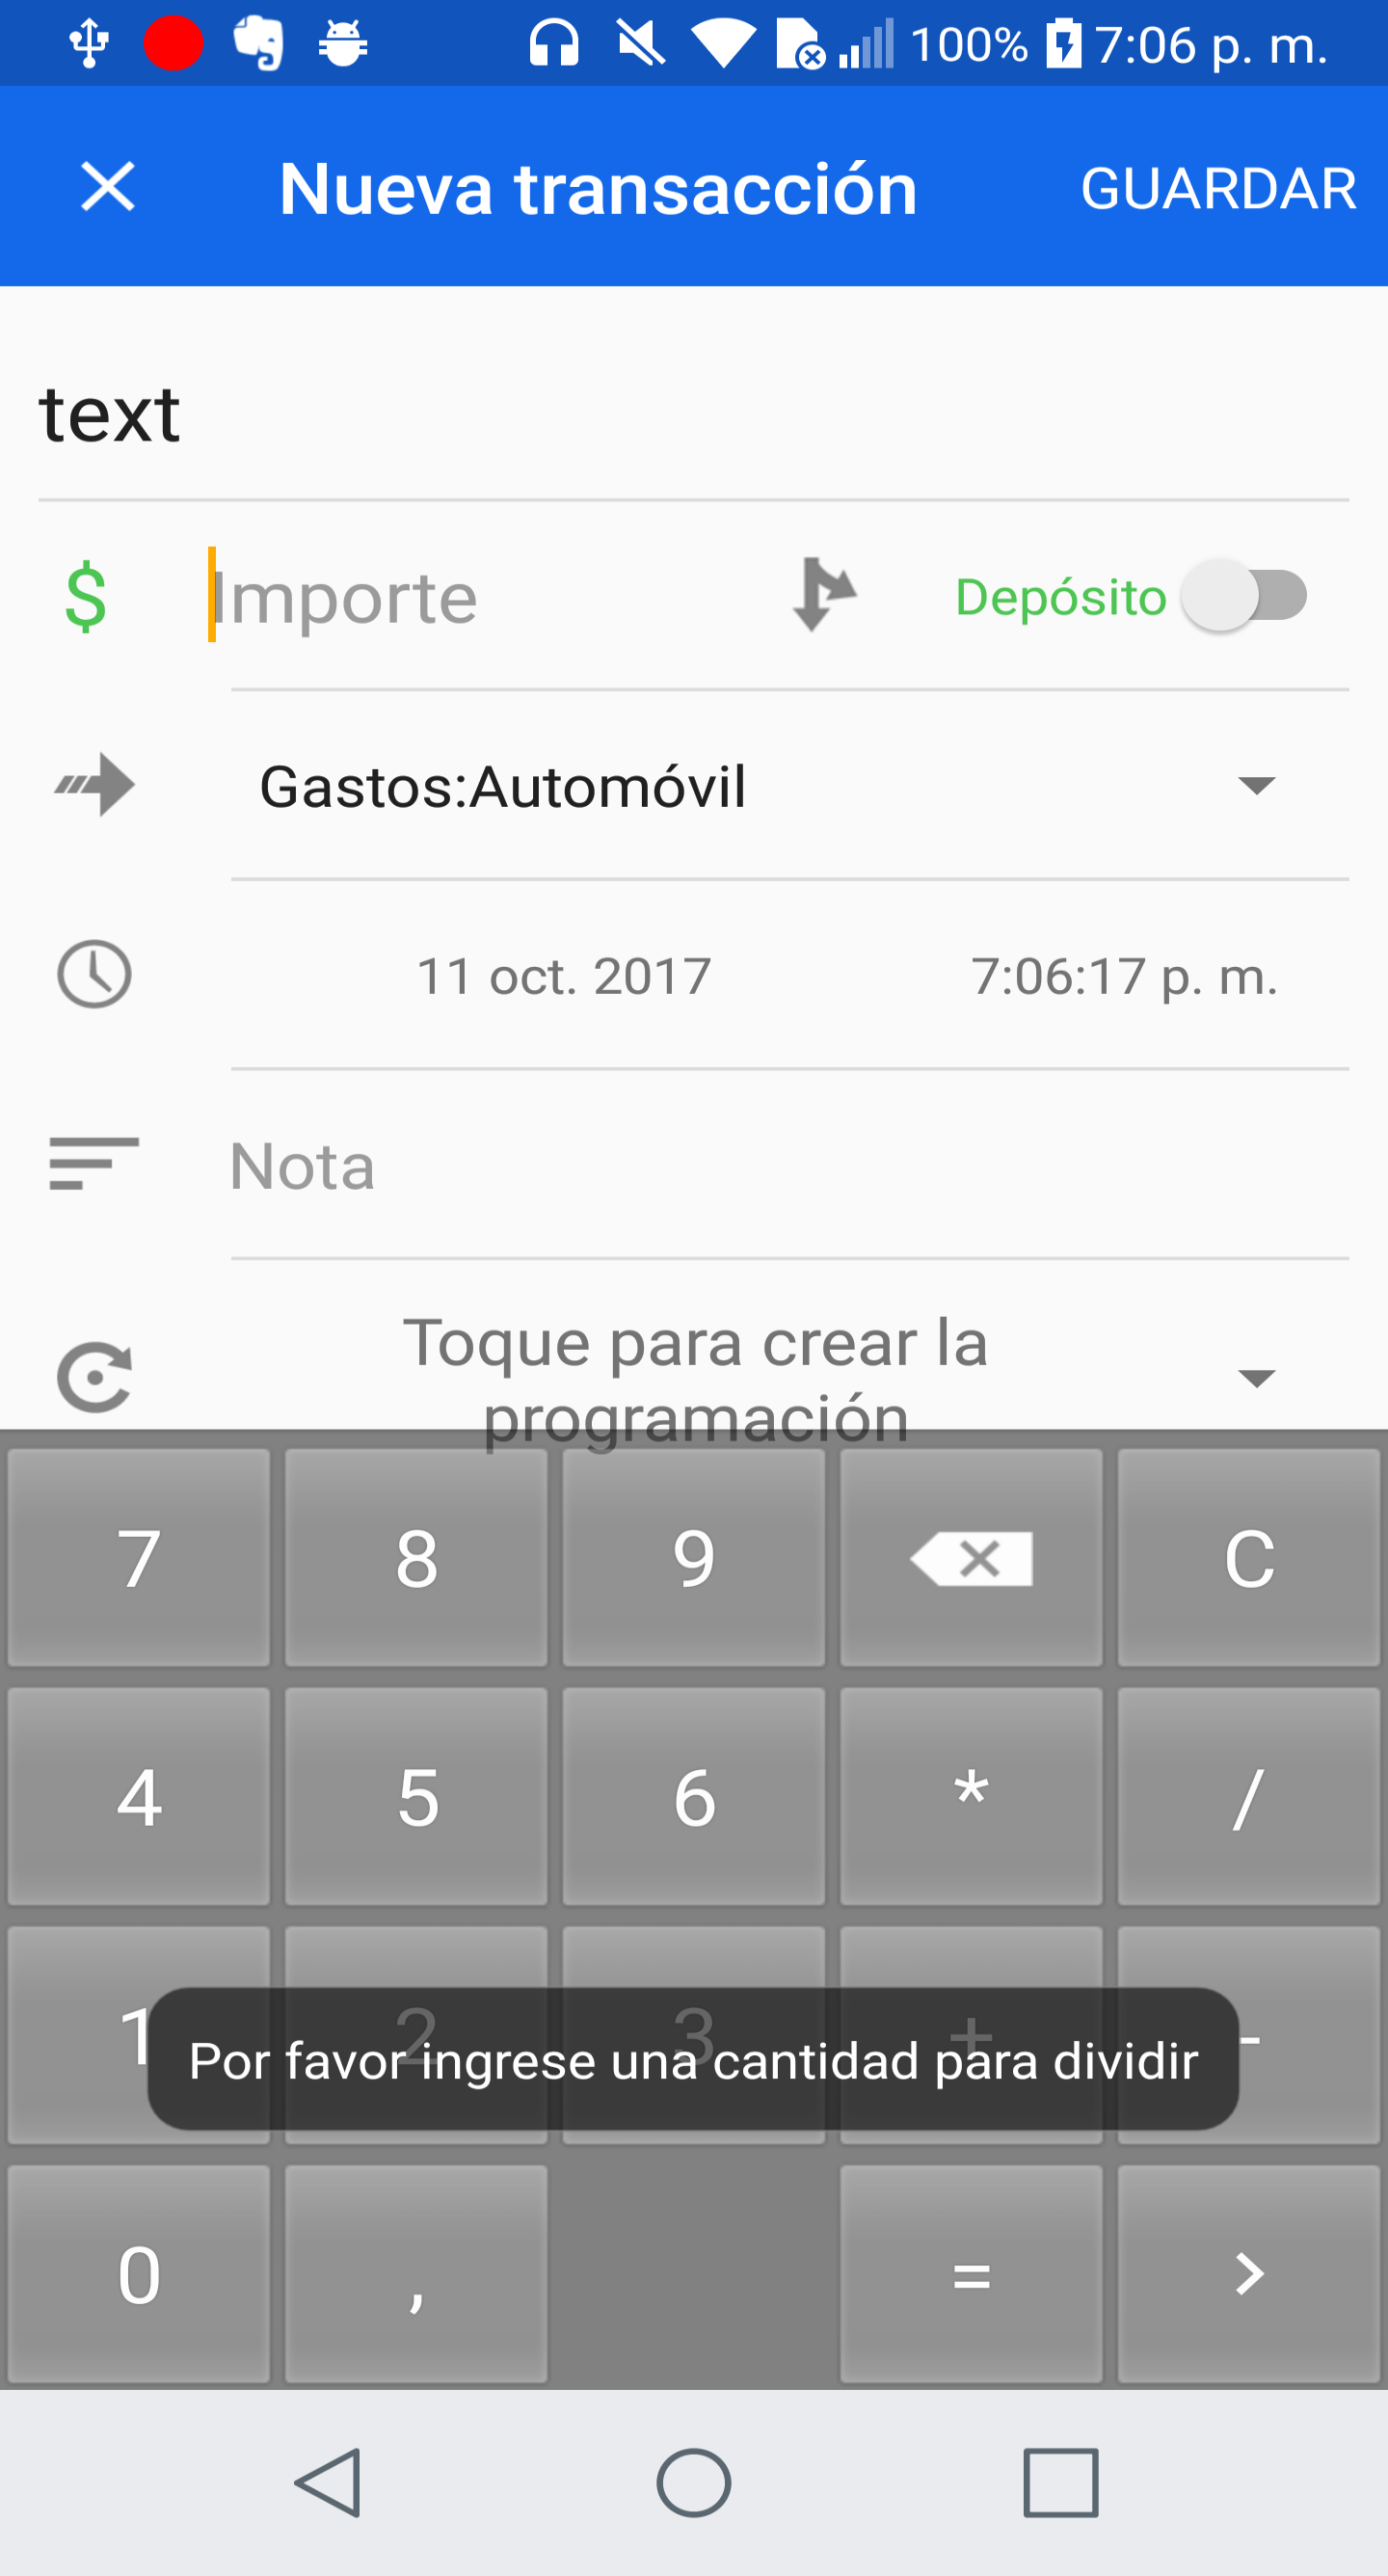 100% 7:06 p. m.
Nueva transacción GUARDAR
text
$ Importe Depósito
Gastos:Automóvil
11 oct. 2017 7:06:17 p. m.
Nota
Toque para crear la
programación
7 8 9 C
4 5 6 * /
1 2 3 + -
Por favor ingrese una cantidad para dividir
0 , = >